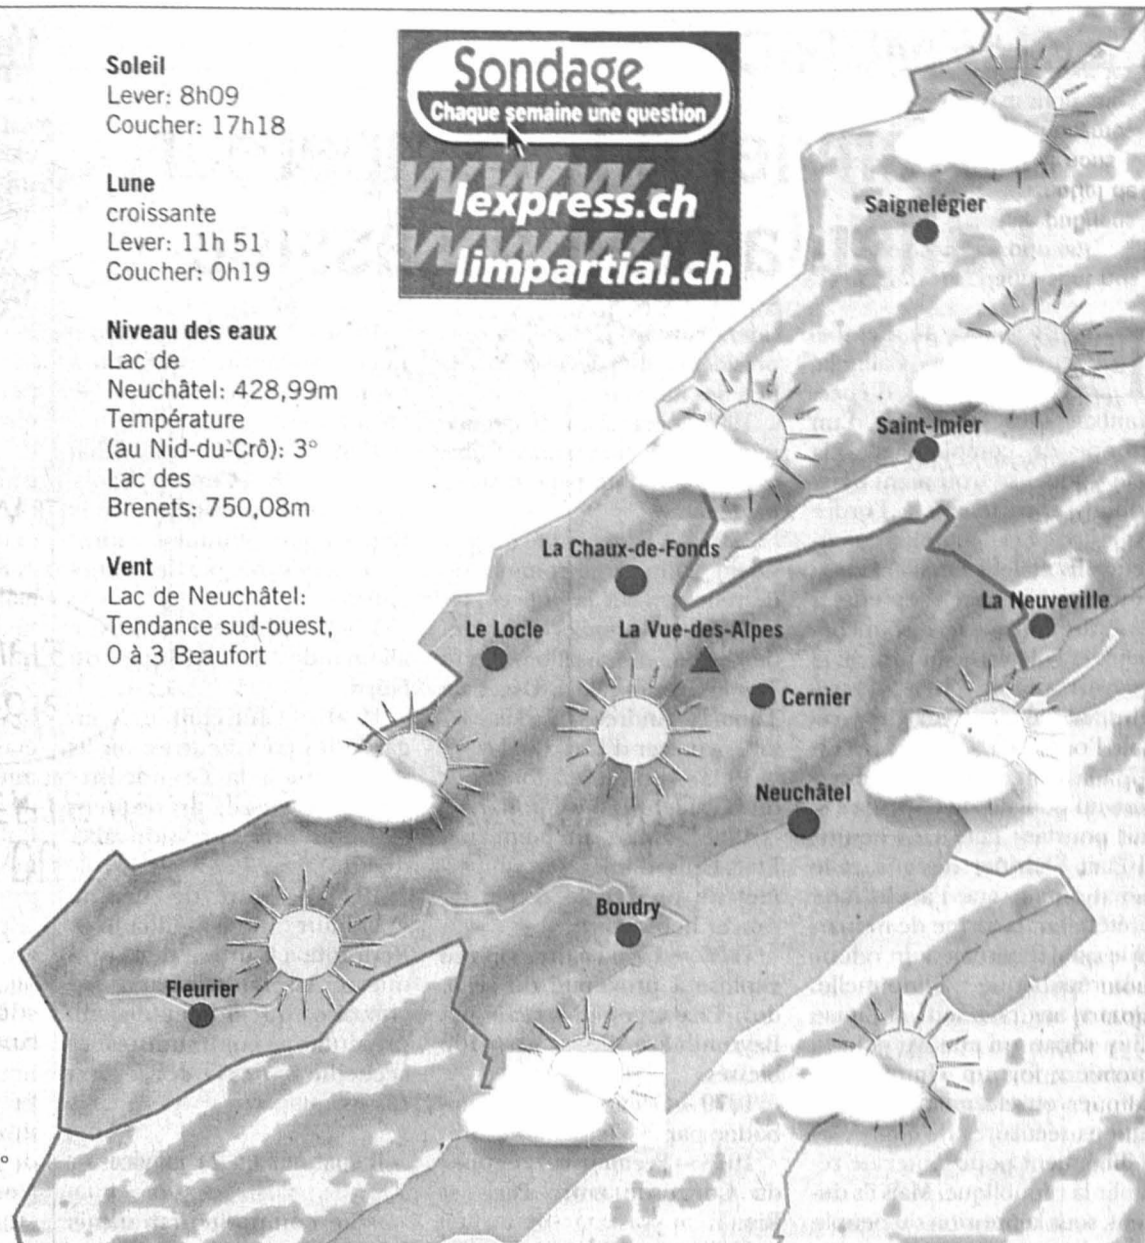 Soleil
Lever: 8h09
Coucher: 17h18
Lune
croissante
Lever: 11h 51
Coucher: 0h19
Niveau des eaux
Lac de
Neuchâtel: 428,99m
Température
(au Nid-du-Crô): 3°
Lac des
Brenets: 750,08m
Vent
Lac de Neuchâtel:
Tendance sud-ouest,
0 à 3 Beaufort
Sondage
Chaque semaine une question
www.
lexpress.ch
www.
limpartial.ch
Saignelégier
Saint-Imier
La Chaux-de-Fonds
La Neuveville
Le Locle
La Vue-des-Alpes
Cernier
Neuchâtel
Boudry
Fleurier